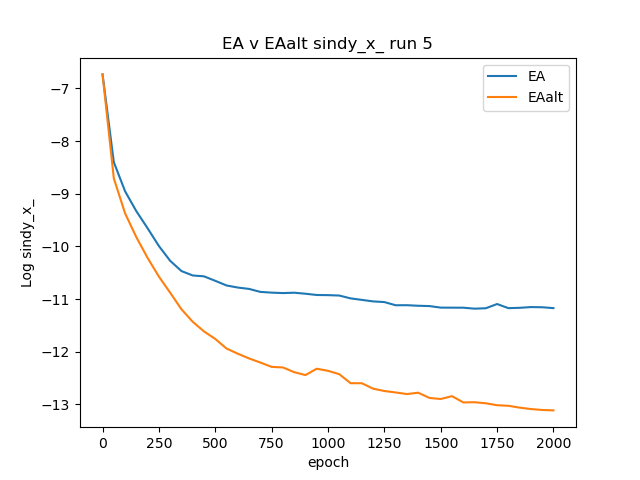 EA v EAalt sindy_x_ run 5
EA
EAalt
−7
−8
−9
−10
−11
−12
−13
Log sindy_x_
0 250 500 750 1000 1250 1500 1750 2000
epoch